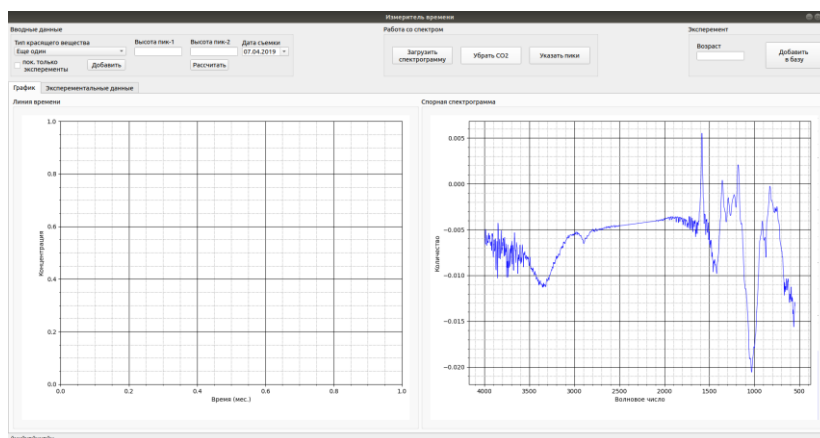 Измеритель времени
Вводные данные
Работа со спектром
Эксперемент
Тип красящего вещества
Высота пик-1
Высота пик-2
Дата съемки
Еще один
07.04.2019
пок. только
эксперементы
Добавить
Рассчитать
Загрузить
спектрограмму
Убрать CO2
Указать пики
Возраст
Добавить
в базу
График
Эксперементальные данные
Линия времени
Спорная спектрограмма
Концентрация
1.0
0.8
0.6
0.4
0.2
0.0
0.0 0.2 0.4 0.6 0.8 1.0
Время (мес.)
Количество
0.005
0.000
−0.005
−0.010
−0.015
−0.020
4000 3500 3000 2500 2000 1500 1000 500
Волновое число